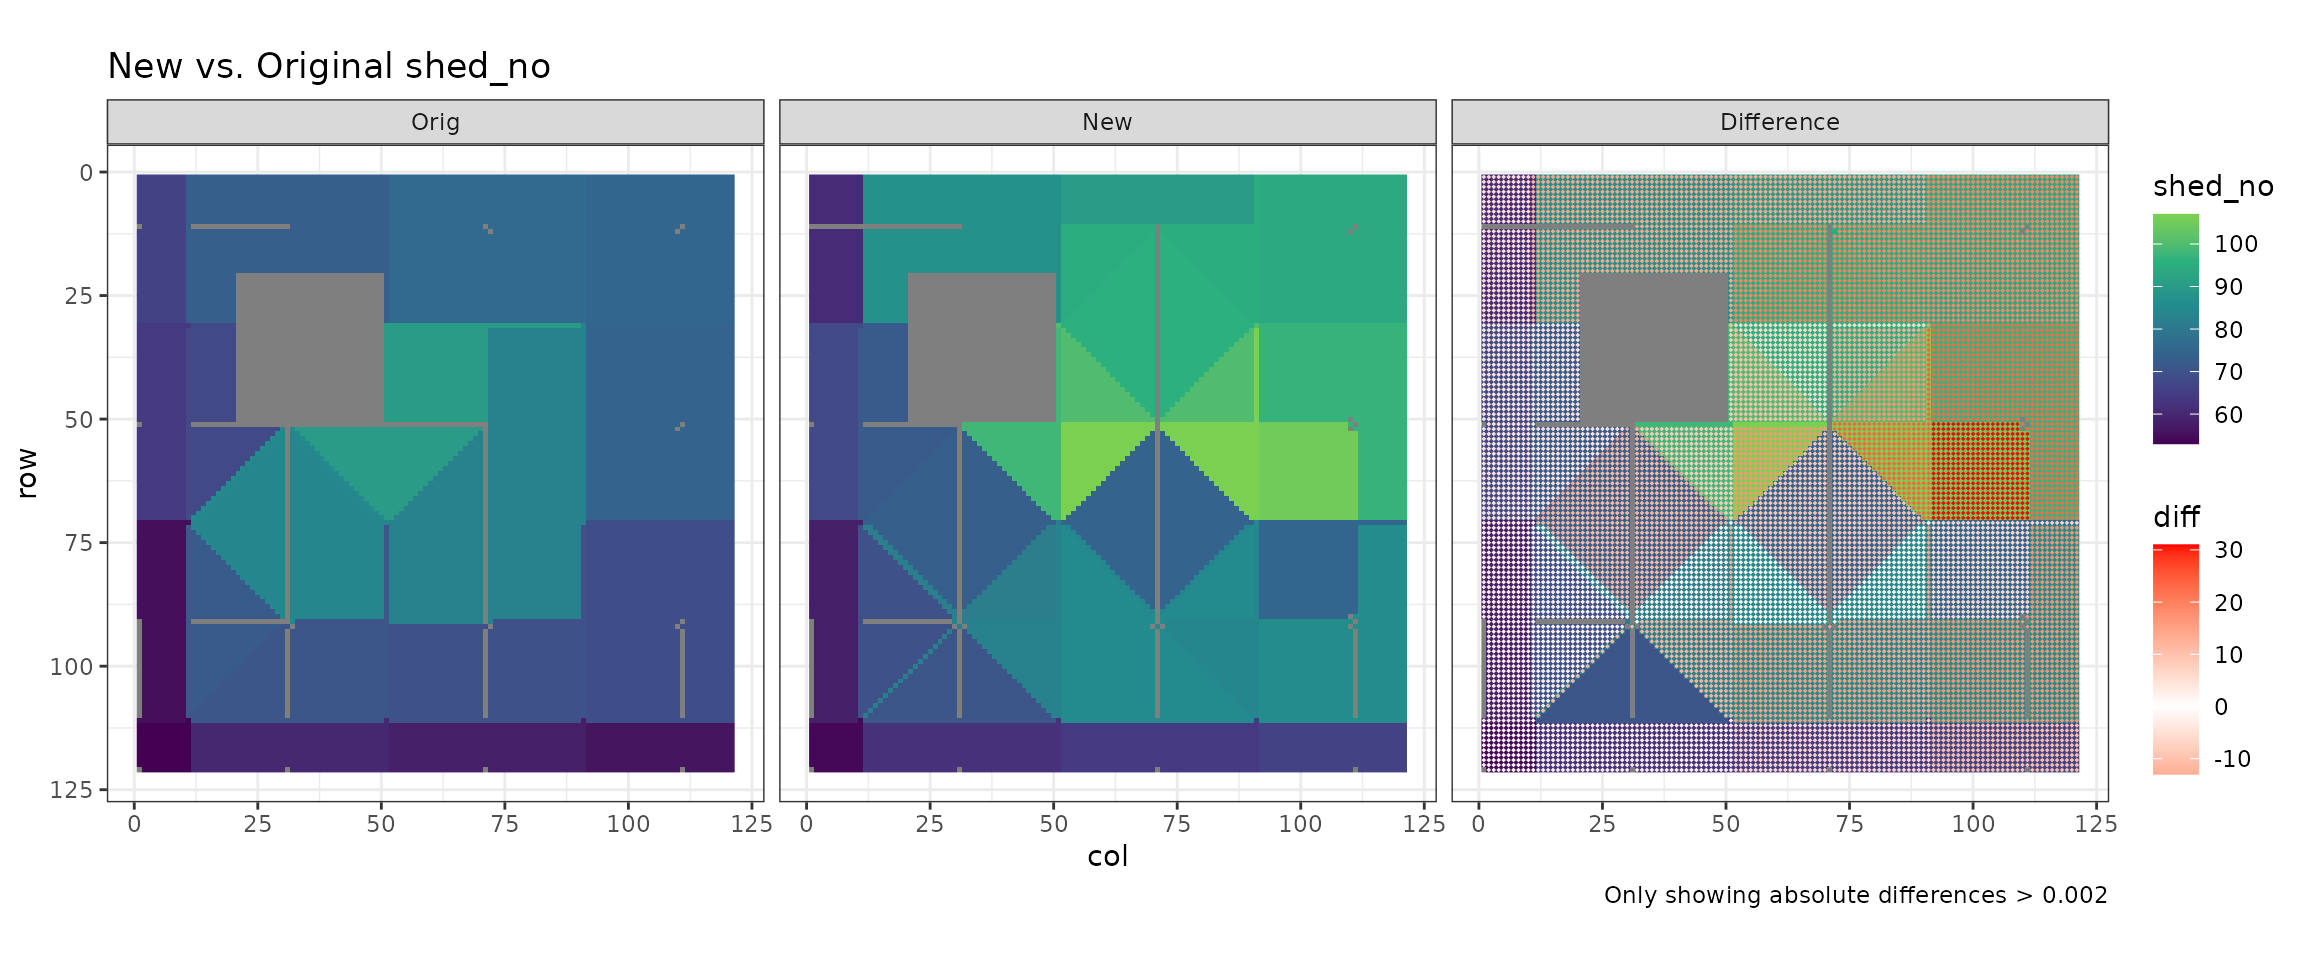 New vs. Original shed_no
Orig
New
Difference
row
0
25
50
75
100
125
0 25 50 75 100 125
0 25 50 75 100 125
0 25 50 75 100 125
col
shed_no
100
90
80
70
60
diff
30
20
10
0
-10
Only showing absolute differences > 0.002